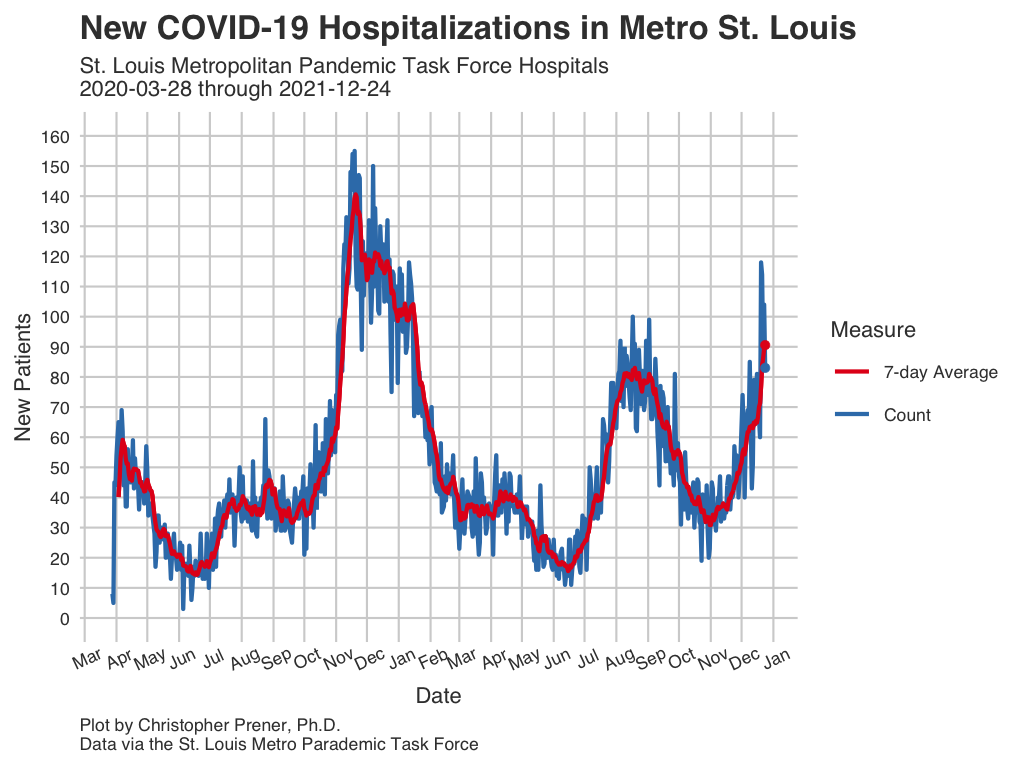 New COVID-19 Hospitalizations in Metro St. Louis
St. Louis Metropolitan Pandemic Task Force Hospitals
2020-03-28 through 2021-12-24
160
150
140
130
120
110
100
90
80
70
60
50
40
30
20
10
0
New Patients
Mar Apr May Jun Jul Aug Sep Oct Nov Dec Jan Feb Mar Apr May Jun Jul Aug Sep Oct Nov Dec Jan
Date
Measure
7-day Average
Count
Plot by Christopher Prener, Ph.D.
Data via the St. Louis Metro Parademic Task Force